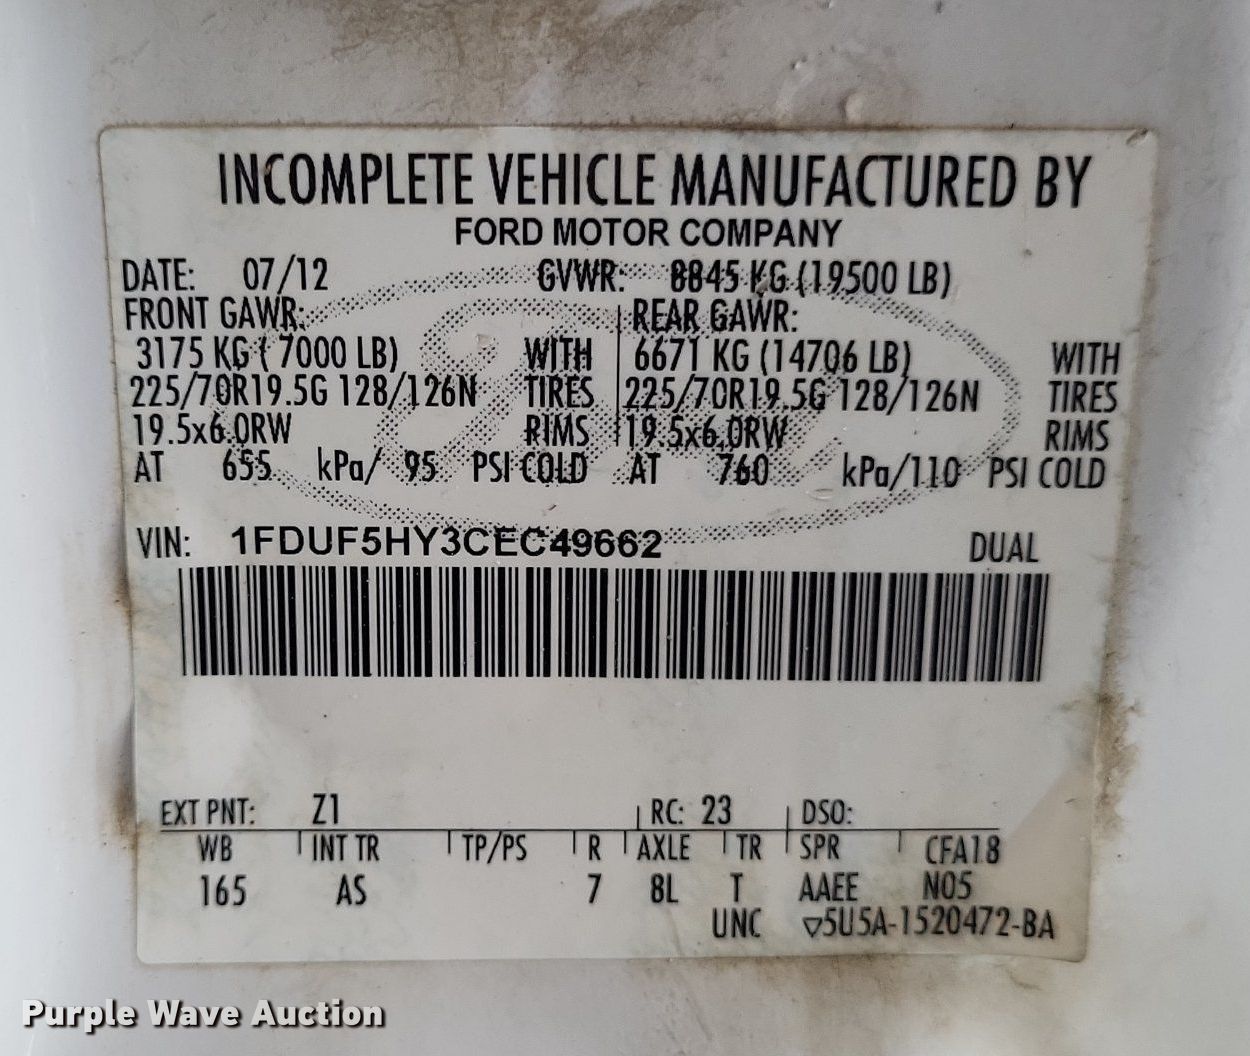 INCOMPLETE VEHICLE MANUFACTURED BY
FORD MOTOR COMPANY
DATE: 07/12 GVWR: 8845 KG (19500 LB)
FRONT GAWR: REAR GAWR:
3175 KG ( 7000 LB) WITH 6671 KG (14706 LB) WITH
225/70R19.5G 128/126N TIRES 225/70R19.5G 128/126N TIRES
19.5x6.0RW RIMS 19.5x6.0RW RIMS
AT 655 kPa/ 95 PSI COLD AT 760 kPa/110 PSI COLD
VIN: 1FDUF5HY3CEC49662 DUAL
EXT PNT: Z1 RC: 23 DSO:
WB INT TR TP/PS R AXLE TR SPR CFA18
165 AS 7 8L T AAEE N05
UNC ▽5U5A-1520472-BA
Purple Wave Auction